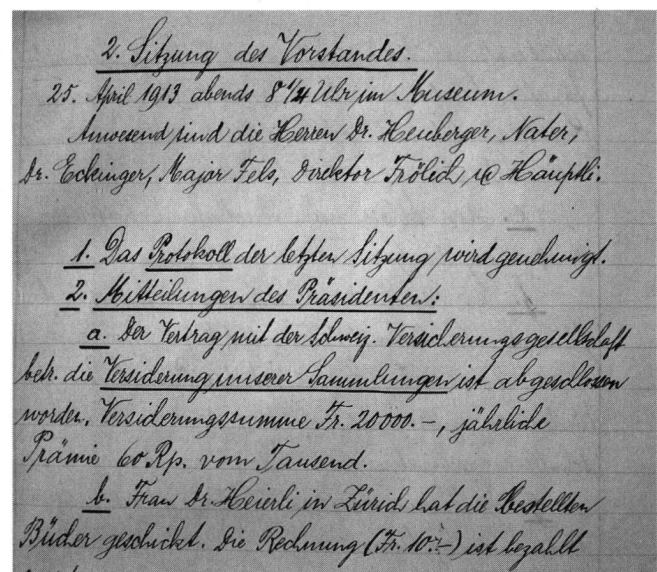 2. Sitzung des Vorstandes.
25. April 1913 abends 8 1/4 Uhr im Museum.
Anwesend sind die Herren Dr. Heuberger, Nater,
Dr. Eckinger, Major Fels, Direktor Frölich, & Häuptli.
1. Das Protokoll der letzten Sitzung wird genehmigt.
2. Mitteilungen des Präsidenten:
a. Der Vertrag mit der schweiz. Versicherungsgesellschaft
betr. die Versicherung unserer Sammlungen ist abgeschlossen
worden. Versicherungssumme Fr. 20000.–, jährliche
Prämie 60 Rp. vom Tausend.
b. Frau Dr. Heierli in Zürich hat die bestellten
Bücher geschickt. Die Rechnung (Fr. 10.–) ist bezahlt